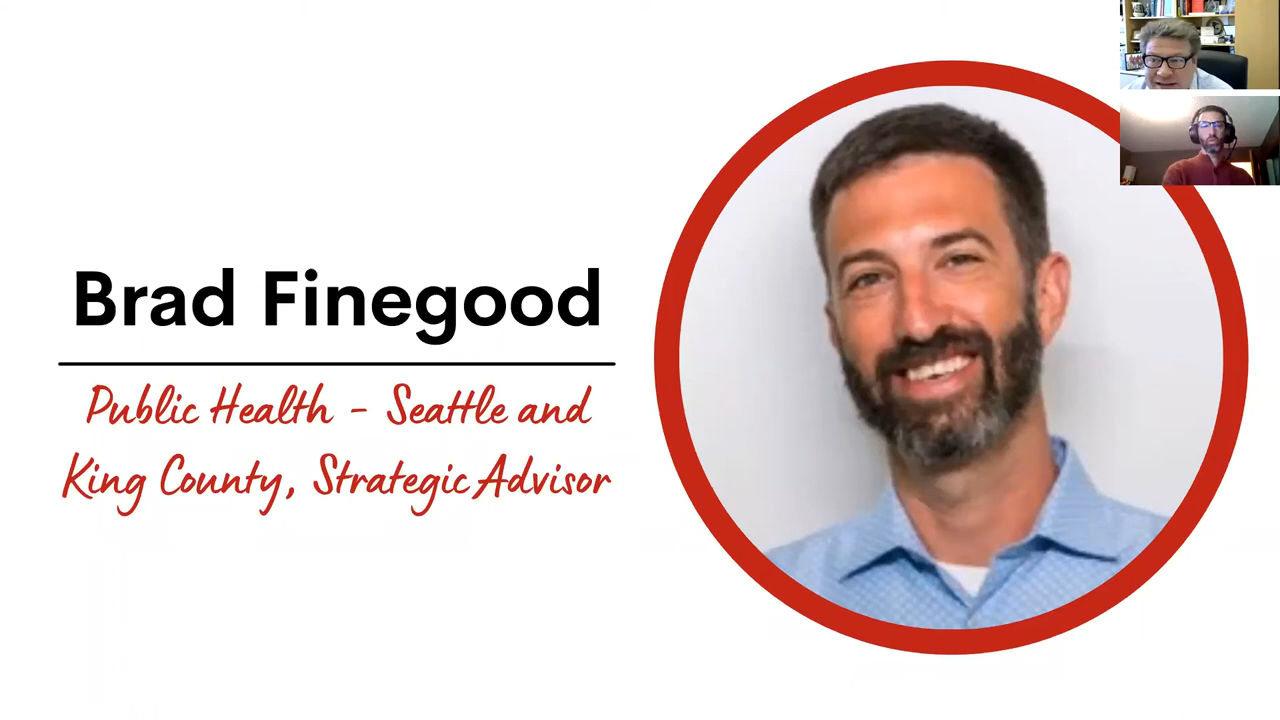 Brad Finegood
Public Health - Seattle and
King County, Strategic Advisor